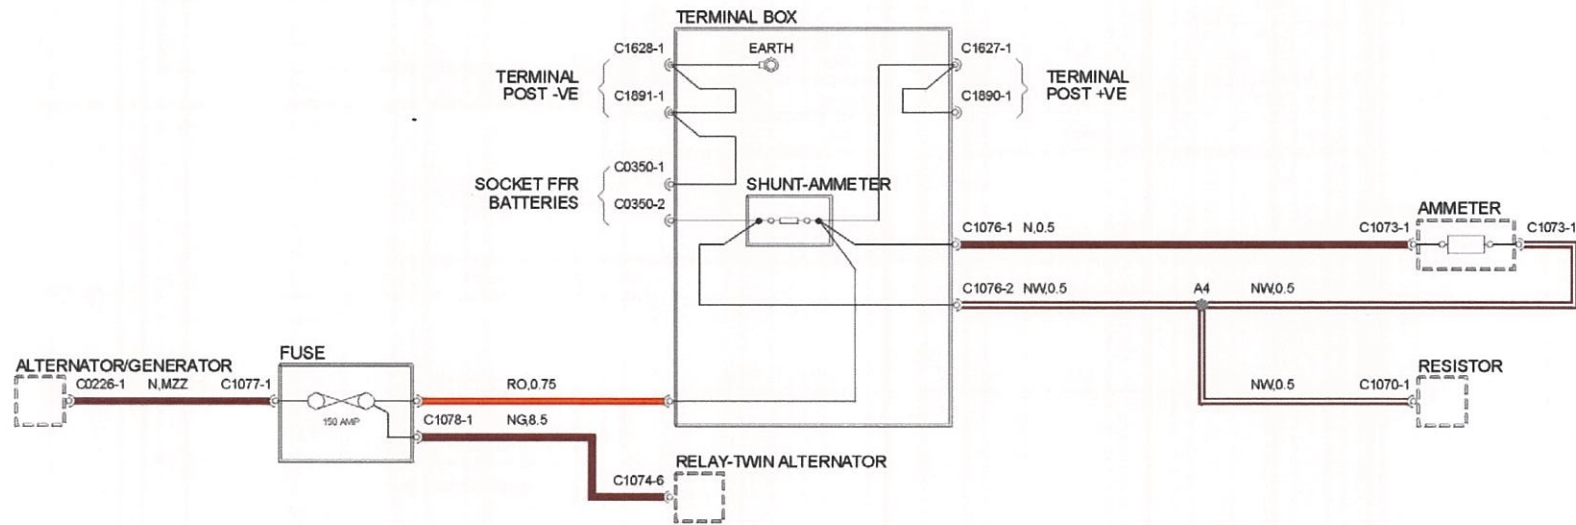 TERMINAL BOX
C1628-1
EARTH
C1627-1
TERMINAL
POST -VE
TERMINAL
POST +VE
C1891-1
C1890-1
C0350-1
SOCKET FFR
BATTERIES
SHUNT-AMMETER
C0350-2
AMMETER
C1076-1 N,0.5
C1073-1
C1073-1
C1076-2 NW,0.5
A4
NW,0.5
FUSE
ALTERNATOR/GENERATOR
RESISTOR
C0226-1 N,MZZ C1077-1
RO,0.75
NW,0.5
C1070-1
150 AMP
C1078-1
NG,8.5
RELAY-TWIN ALTERNATOR
C1074-6